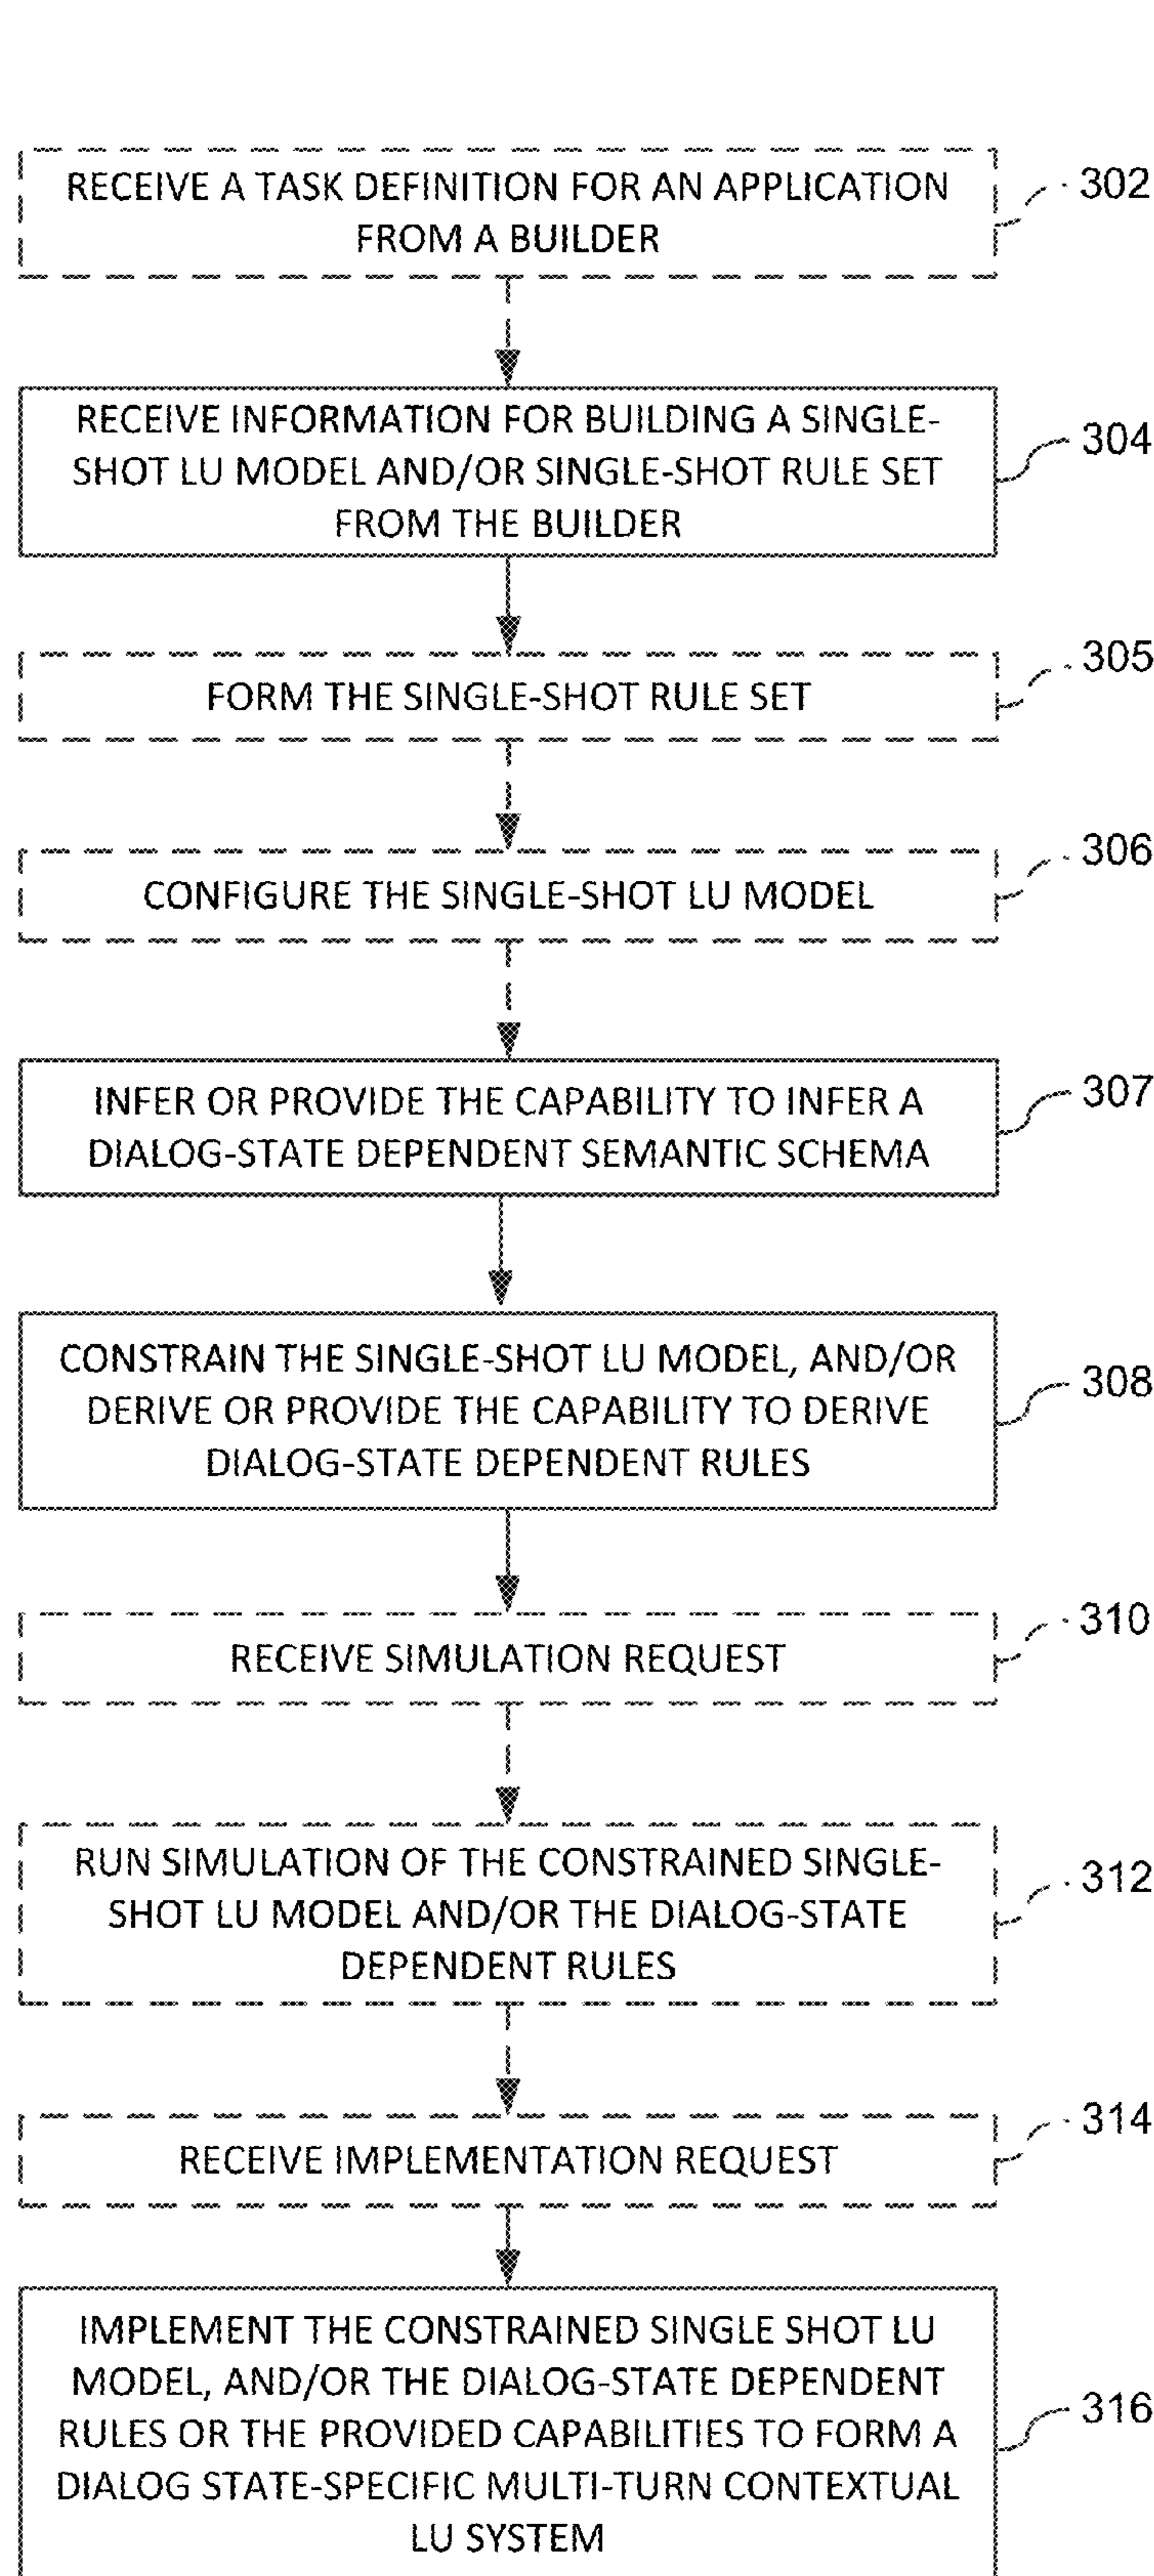 RECEIVE A TASK DEFINITION FOR AN APPLICATION
FROM A BUILDER
302
RECEIVE INFORMATION FOR BUILDING A SINGLE-
SHOT LU MODEL AND/OR SINGLE-SHOT RULE SET
FROM THE BUILDER
304
FORM THE SINGLE-SHOT RULE SET
305
CONFIGURE THE SINGLE-SHOT LU MODEL
306
INFER OR PROVIDE THE CAPABILITY TO INFER A
DIALOG-STATE DEPENDENT SEMANTIC SCHEMA
307
CONSTRAIN THE SINGLE-SHOT LU MODEL, AND/OR
DERIVE OR PROVIDE THE CAPABILITY TO DERIVE
DIALOG-STATE DEPENDENT RULES
308
RECEIVE SIMULATION REQUEST
310
RUN SIMULATION OF THE CONSTRAINED SINGLE-
SHOT LU MODEL AND/OR THE DIALOG-STATE
DEPENDENT RULES
312
RECEIVE IMPLEMENTATION REQUEST
314
IMPLEMENT THE CONSTRAINED SINGLE SHOT LU
MODEL, AND/OR THE DIALOG-STATE DEPENDENT
RULES OR THE PROVIDED CAPABILITIES TO FORM A
DIALOG STATE-SPECIFIC MULTI-TURN CONTEXTUAL
LU SYSTEM
316